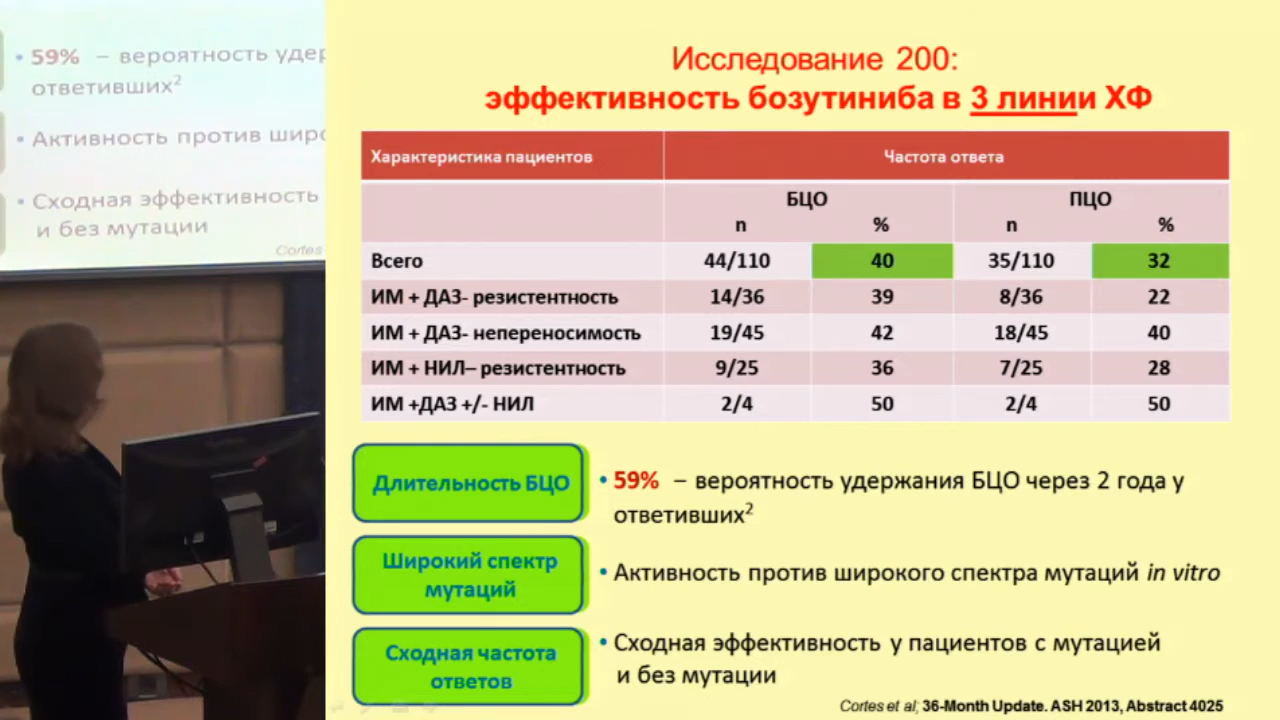 • 59% – вероятность удер
ответивших²
• Активность против широ
• Сходная эффективность
и без мутации
Cortes
Исследование 200:
эффективность бозутиниба в 3 линии ХФ
Характеристика пациентов Частота ответа
БЦО ПЦО
n % n %
Всего 44/110 40 35/110 32
ИМ + ДАЗ- резистентность 14/36 39 8/36 22
ИМ + ДАЗ- непереносимость 19/45 42 18/45 40
ИМ + НИЛ– резистентность 9/25 36 7/25 28
ИМ +ДАЗ +/- НИЛ 2/4 50 2/4 50
Длительность БЦО
• 59% – вероятность удержания БЦО через 2 года у
ответивших²
Широкий спектр
мутаций
• Активность против широкого спектра мутаций in vitro
Сходная частота
ответов
• Сходная эффективность у пациентов с мутацией
и без мутации
Cortes et al; 36-Month Update. ASH 2013, Abstract 4025